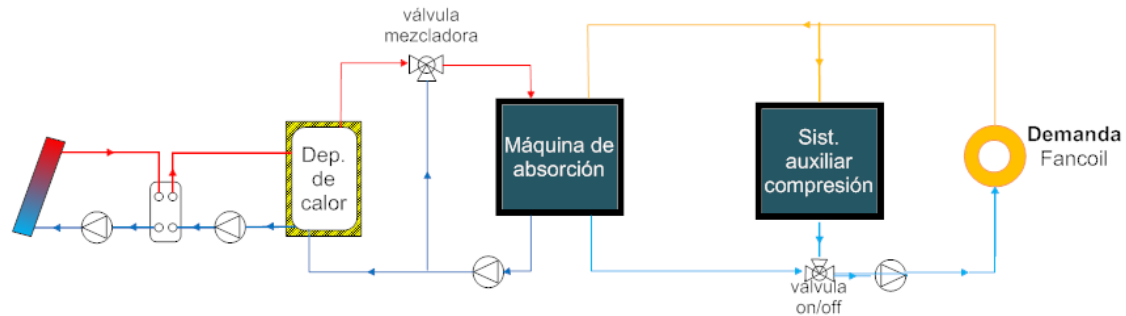 válvula
mezcladora
Dep.
de
calor
Máquina de
absorción
Sist.
auxiliar
compresión
Demanda
Fancoil
válvula
on/off